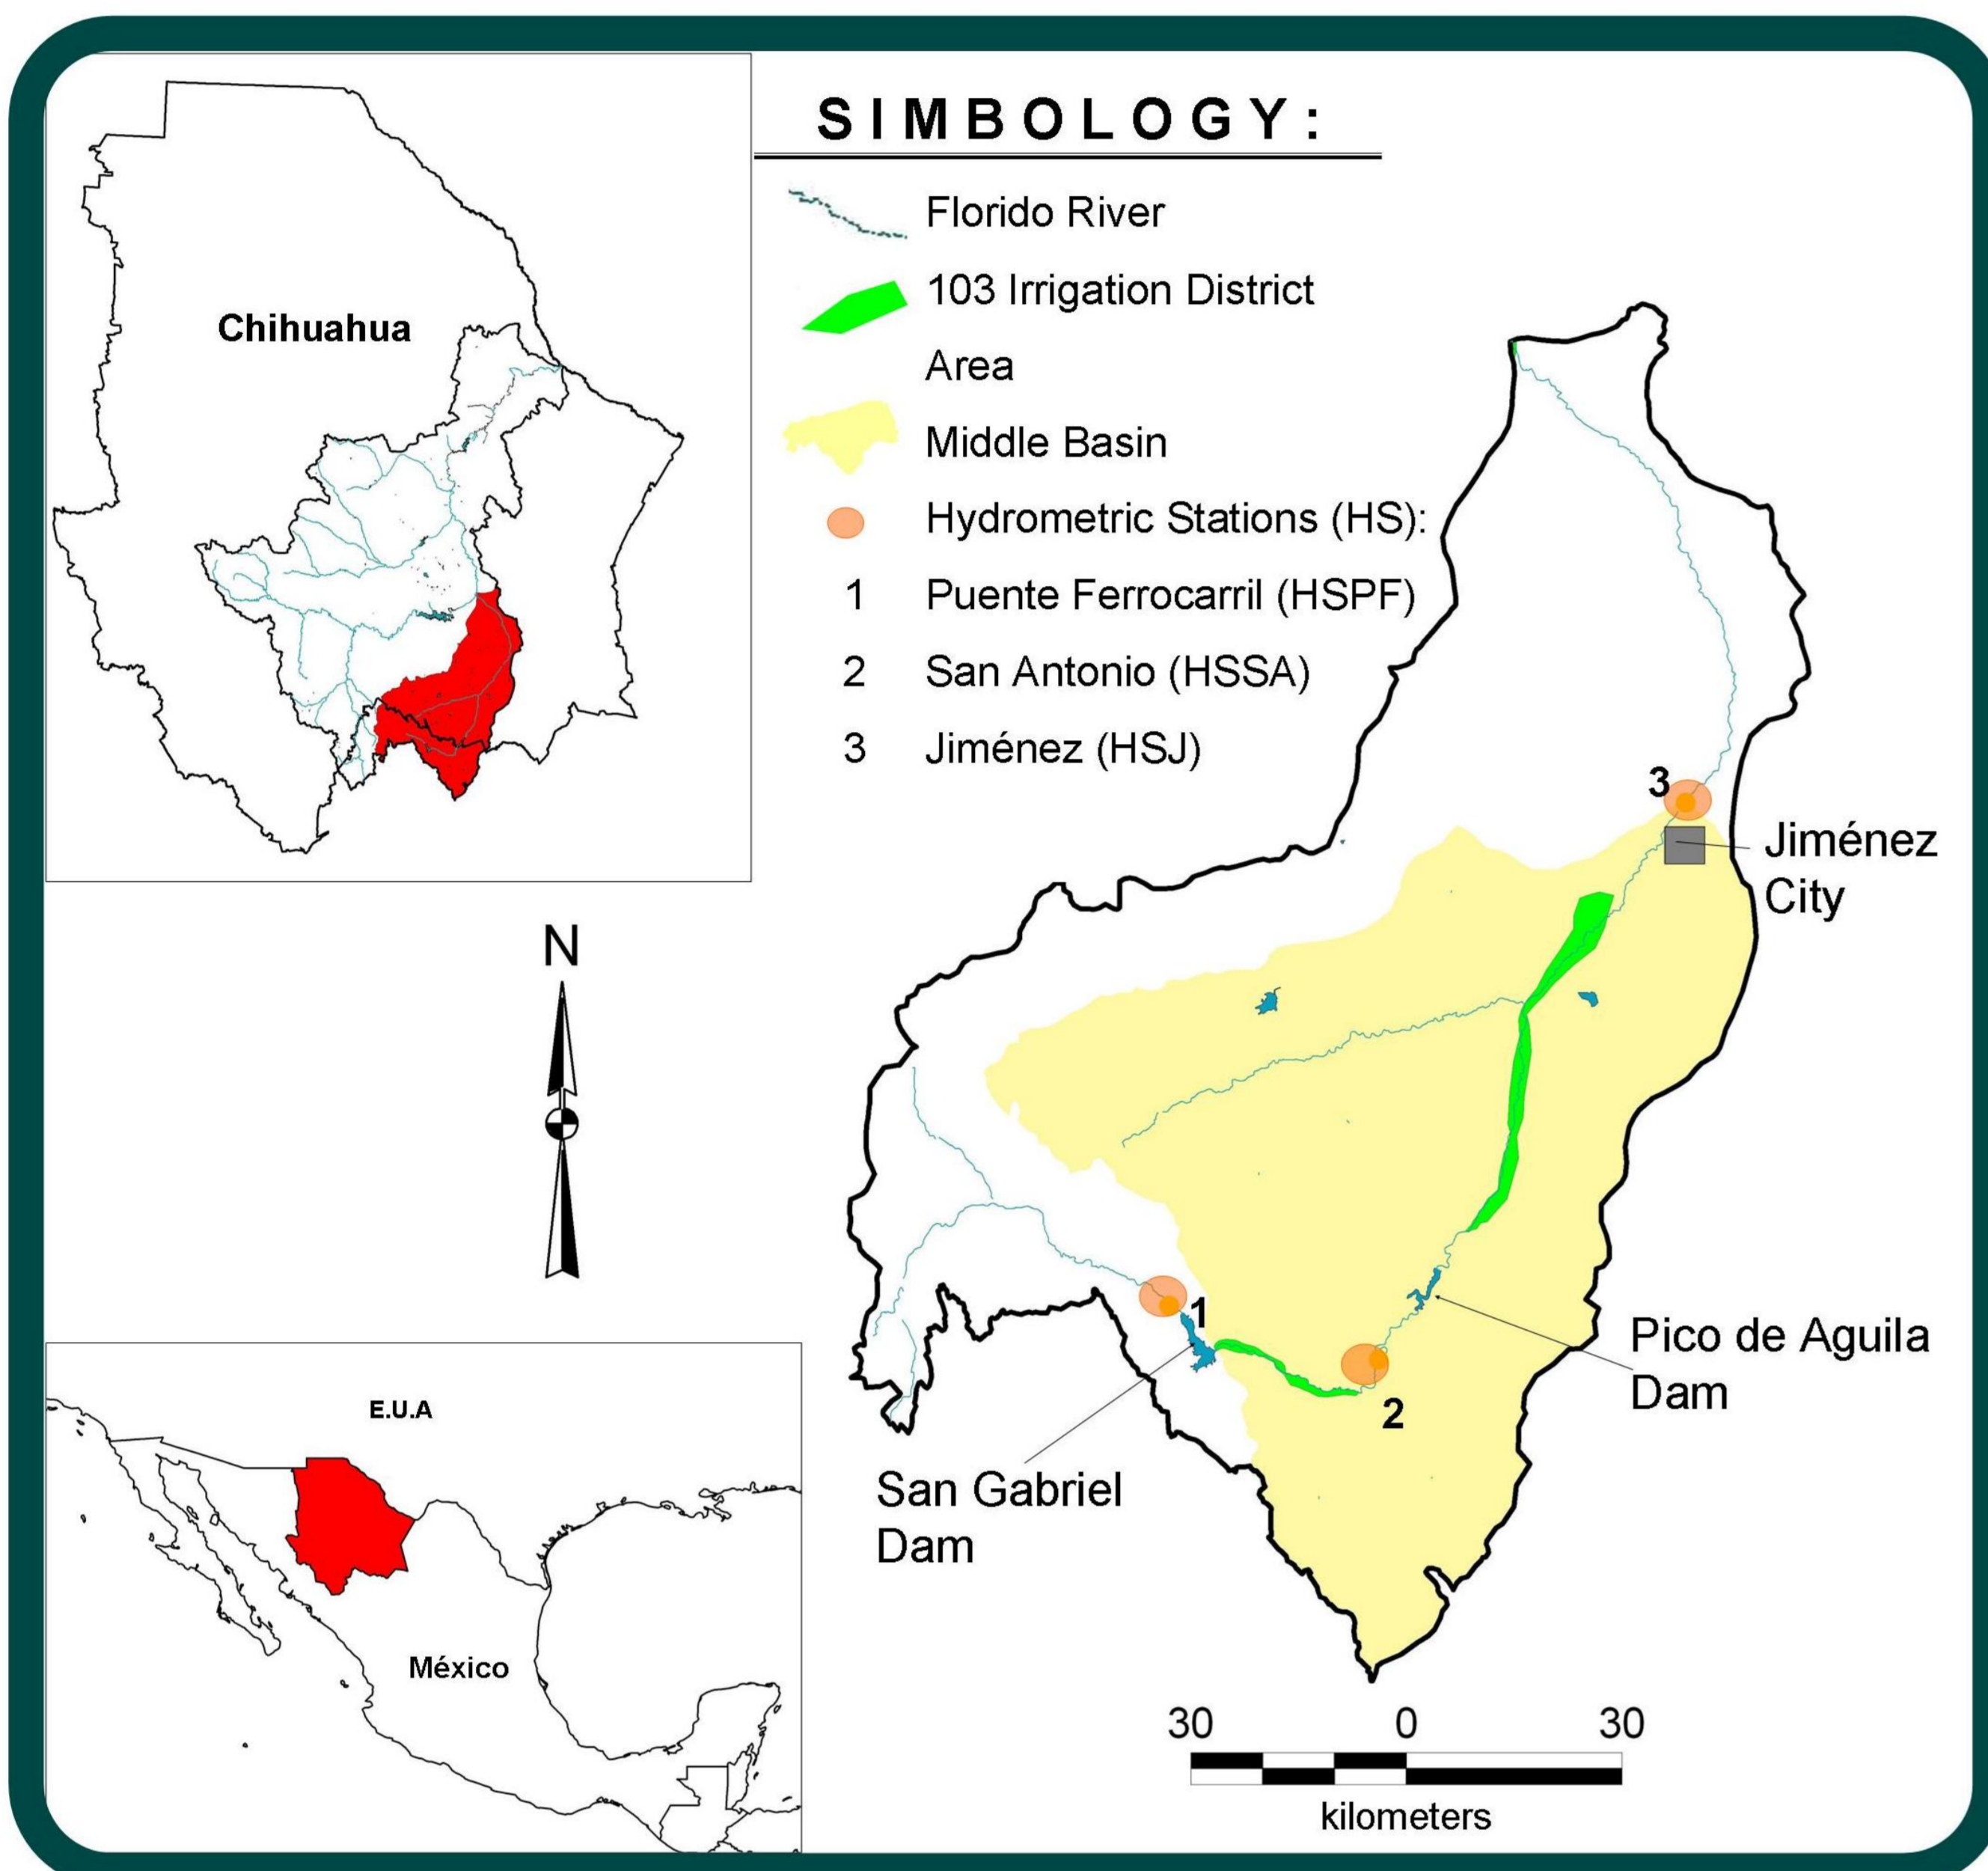 Chihuahua
SIMBOLOGY:
Florido River
103 Irrigation District
Area
Middle Basin
Hydrometric Stations (HS):
1 Puente Ferrocarril (HSPF)
2 San Antonio (HSSA)
3 Jiménez (HSJ)
3
Jiménez
City
N
1
Pico de Aguila
Dam
2
San Gabriel
Dam
E.U.A
México
30 0 30
kilometers